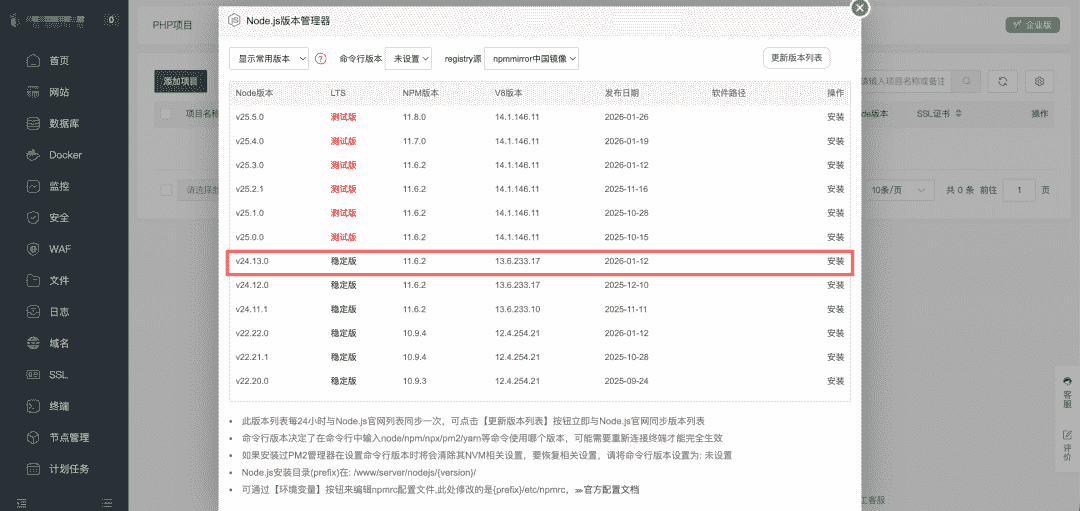 0
首页
网站
数据库
Docker
监控
安全
WAF
文件
日志
域名
SSL
终端
节点管理
计划任务
PHP项目
企业版
添加项目
请输入项目名称或备注
项目名称
SSL证书
操作
10条/页
共 0 条
前往
1
页
客服
评价
Node.js版本管理器
显示常用版本
命令行版本
未设置
registry源
npmmirror中国镜像
更新版本列表
Node版本 LTS NPM版本 V8版本 发布日期 软件路径 操作
v25.5.0 测试版 11.8.0 14.1.146.11 2026-01-26 安装
v25.4.0 测试版 11.7.0 14.1.146.11 2026-01-19 安装
v25.3.0 测试版 11.6.2 14.1.146.11 2026-01-12 安装
v25.2.1 测试版 11.6.2 14.1.146.11 2025-11-16 安装
v25.1.0 测试版 11.6.2 14.1.146.11 2025-10-28 安装
v25.0.0 测试版 11.6.2 14.1.146.11 2025-10-15 安装
v24.13.0 稳定版 11.6.2 13.6.233.17 2026-01-12 安装
v24.12.0 稳定版 11.6.2 13.6.233.17 2025-12-10 安装
v24.11.1 稳定版 11.6.2 13.6.233.10 2025-11-11 安装
v22.22.0 稳定版 10.9.4 12.4.254.21 2026-01-12 安装
v22.21.1 稳定版 10.9.4 12.4.254.21 2025-10-28 安装
v22.20.0 稳定版 10.9.3 12.4.254.21 2025-09-24 安装
此版本列表每24小时与Node.js官网列表同步一次，可点击【更新版本列表】按钮立即与Node.js官网同步版本列表
命令行版本决定了在命令行中输入node/npm/npx/pm2/yarn等命令使用哪个版本，可能需要重新连接终端才能完全生效
如果安装过PM2管理器在设置命令行版本时将会清除其NVM相关设置，要恢复相关设置，请将命令行版本设置为: 未设置
Node.js安装目录(prefix)在: /www/server/nodejs/{version}/
可通过【环境变量】按钮来编辑npmrc配置文件,此处修改的是{prefix}/etc/npmrc，≫官方配置文档